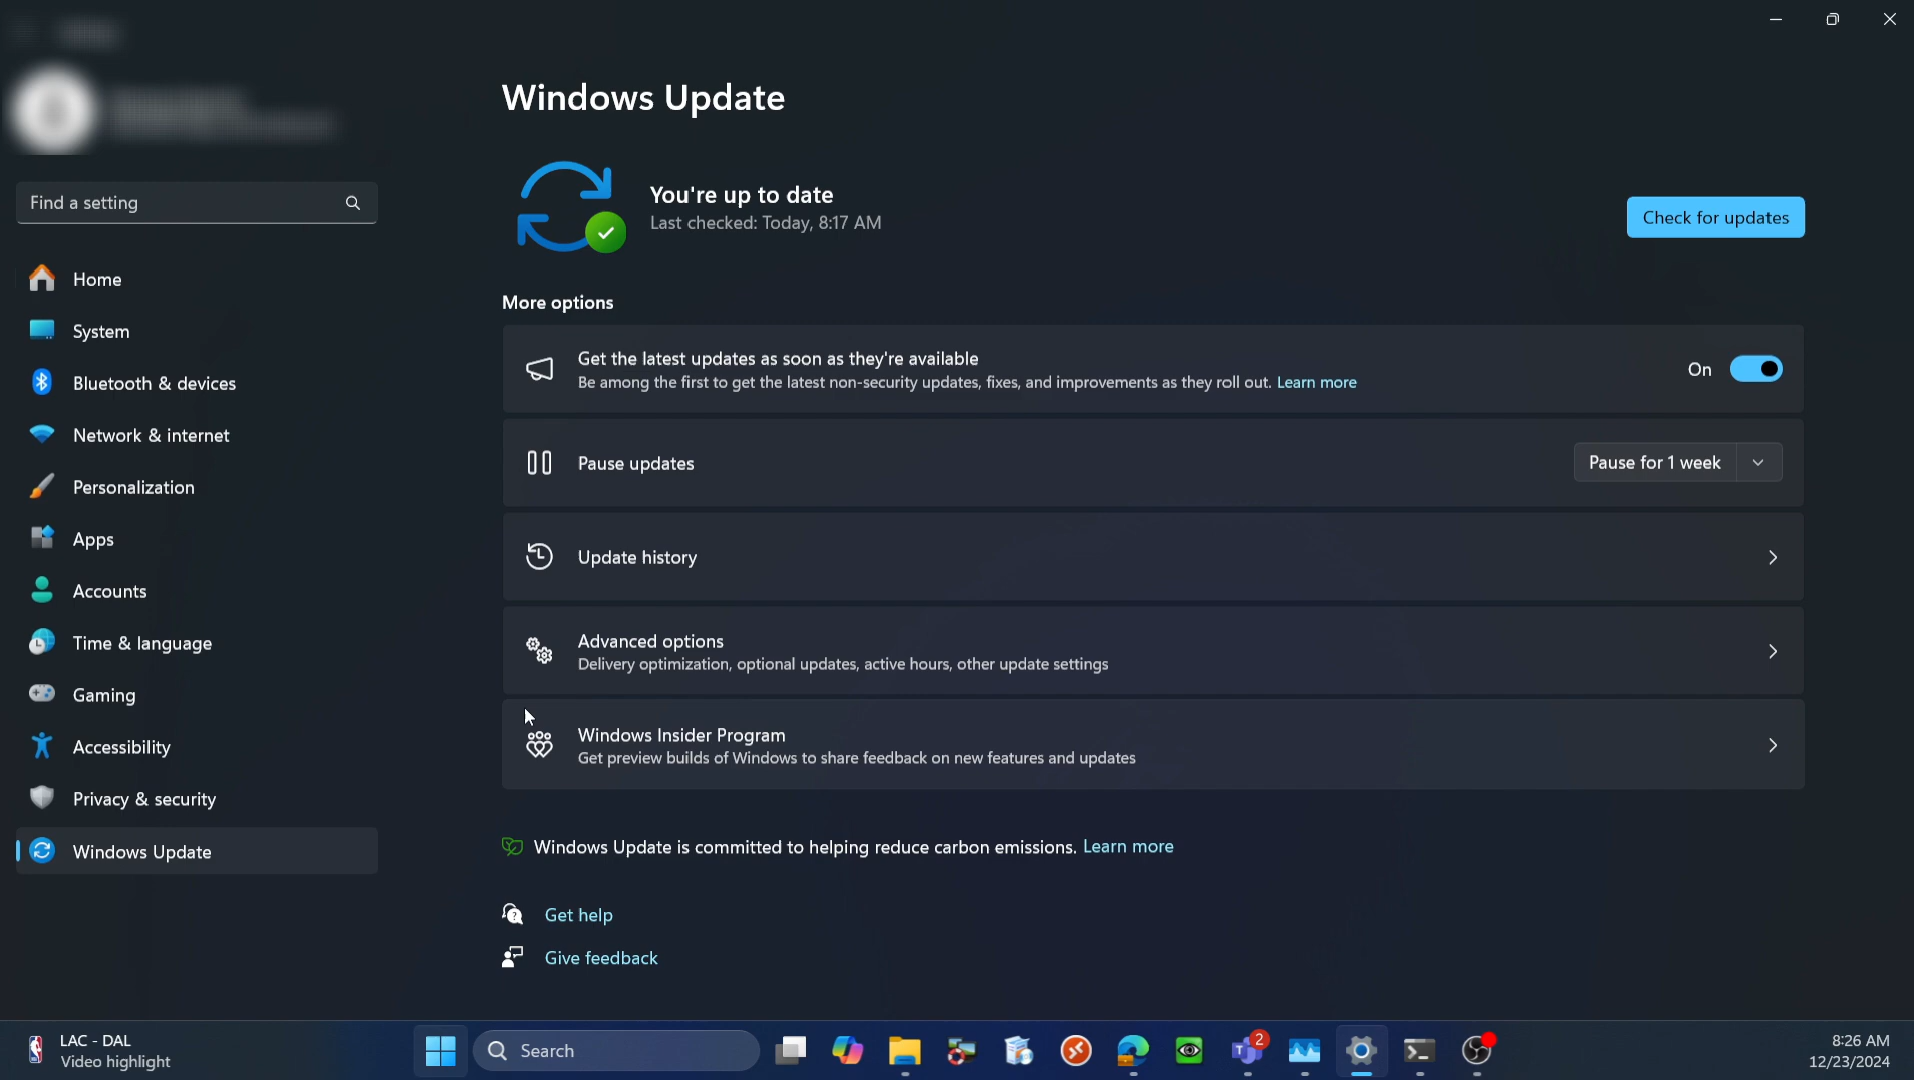 Windows Update
You're up to date
Last checked: Today, 8:17 AM
Check for updates
Find a setting
Home
System
Bluetooth & devices
Network & internet
Personalization
Apps
Accounts
Time & language
Gaming
Accessibility
Privacy & security
Windows Update
More options
Get the latest updates as soon as they're available
Be among the first to get the latest non-security updates, fixes, and improvements as they roll out. Learn more
On
Pause updates
Pause for 1 week
Update history
Advanced options
Delivery optimization, optional updates, active hours, other update settings
Windows Insider Program
Get preview builds of Windows to share feedback on new features and updates
Windows Update is committed to helping reduce carbon emissions. Learn more
Get help
Give feedback
LAC - DAL
Video highlight
Search
2
8:26 AM
12/23/2024